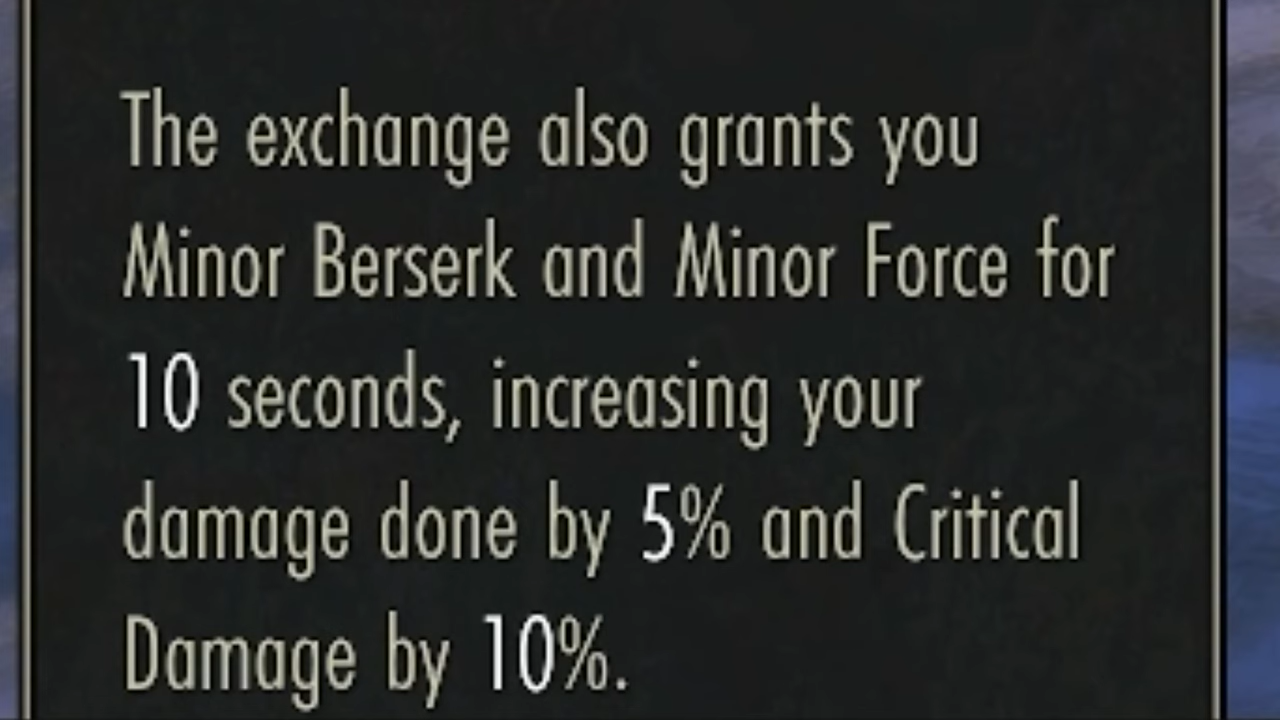 The exchange also grants you
Minor Berserk and Minor Force for
10 seconds, increasing your
damage done by 5% and Critical
Damage by 10%.